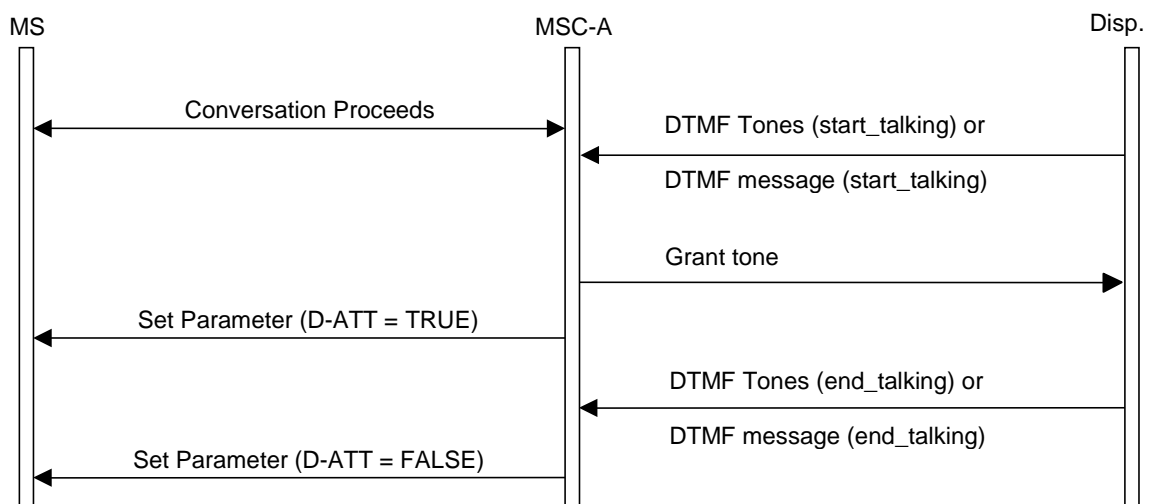 MS
MSC-A
Disp.
Conversation Proceeds
DTMF Tones (start_talking) or
DTMF message (start_talking)
Grant tone
Set Parameter (D-ATT = TRUE)
DTMF Tones (end_talking) or
DTMF message (end_talking)
Set Parameter (D-ATT = FALSE)